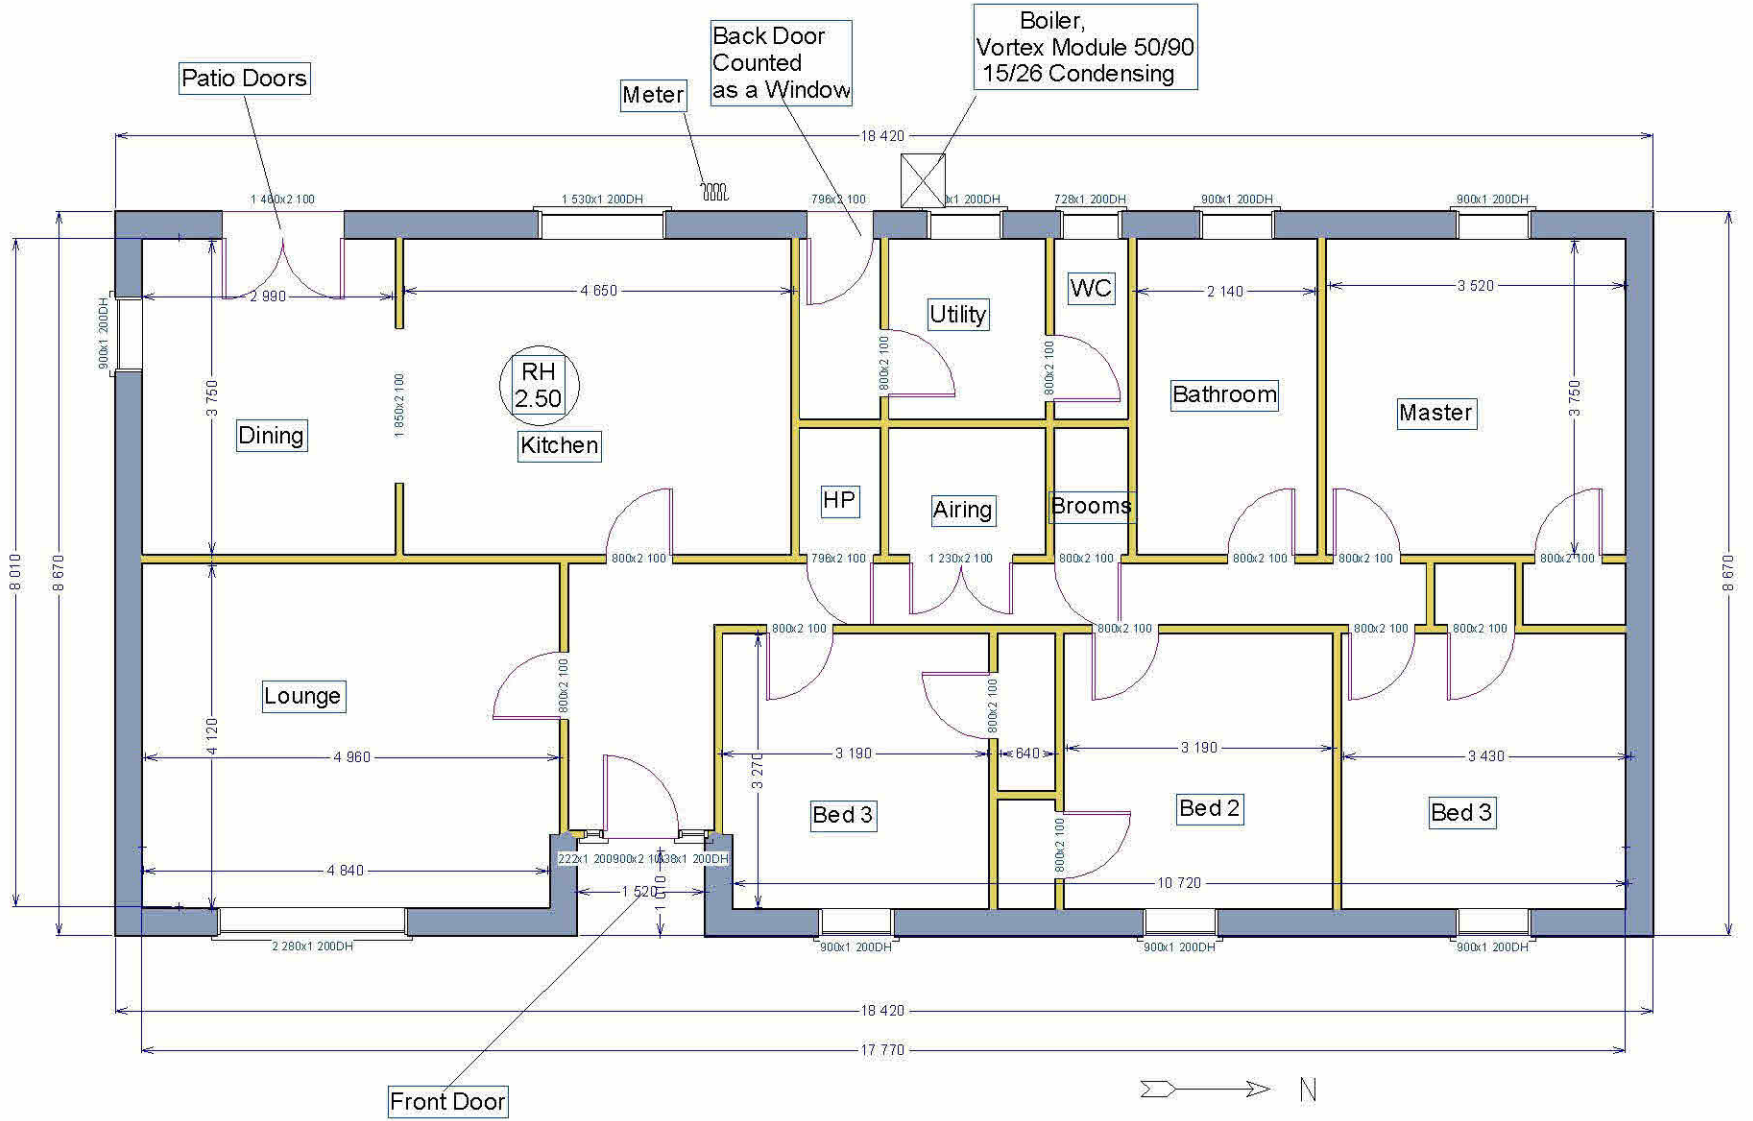 Boiler,
Vortex Module 50/90
15/26 Condensing
Back Door
Counted
as a Window
Patio Doors
Meter
18 420
1 460x2 100
1 530x1 200DH
796x2 100
x1 200DH
728x1 200DH
900x1 200DH
900x1 200DH
2 990
4 650
2 140
3 520
WC
Utility
900x1 200DH
RH
2.50
800x2 100
800x2 100
1 850x2 100
3 750
3 750
Bathroom
Master
Dining
Kitchen
HP
Airing
Brooms
800x2 100
796x2 100
1 230x2 100
800x2 100
800x2 100
800x2 100
800x2 100
8 010
8 670
8 670
800x2 100
800x2 100
800x2 100
800x2 100
800x2 100
800x2 100
Lounge
4 120
4 960
3 190
640
3 190
3 430
3 270
Bed 3
Bed 2
Bed 3
800x2 100
222x1 200
900x2 10
38x1 200DH
4 840
1 520
1 010
10 720
2 280x1 200DH
900x1 200DH
900x1 200DH
900x1 200DH
18 420
17 770
Front Door
N